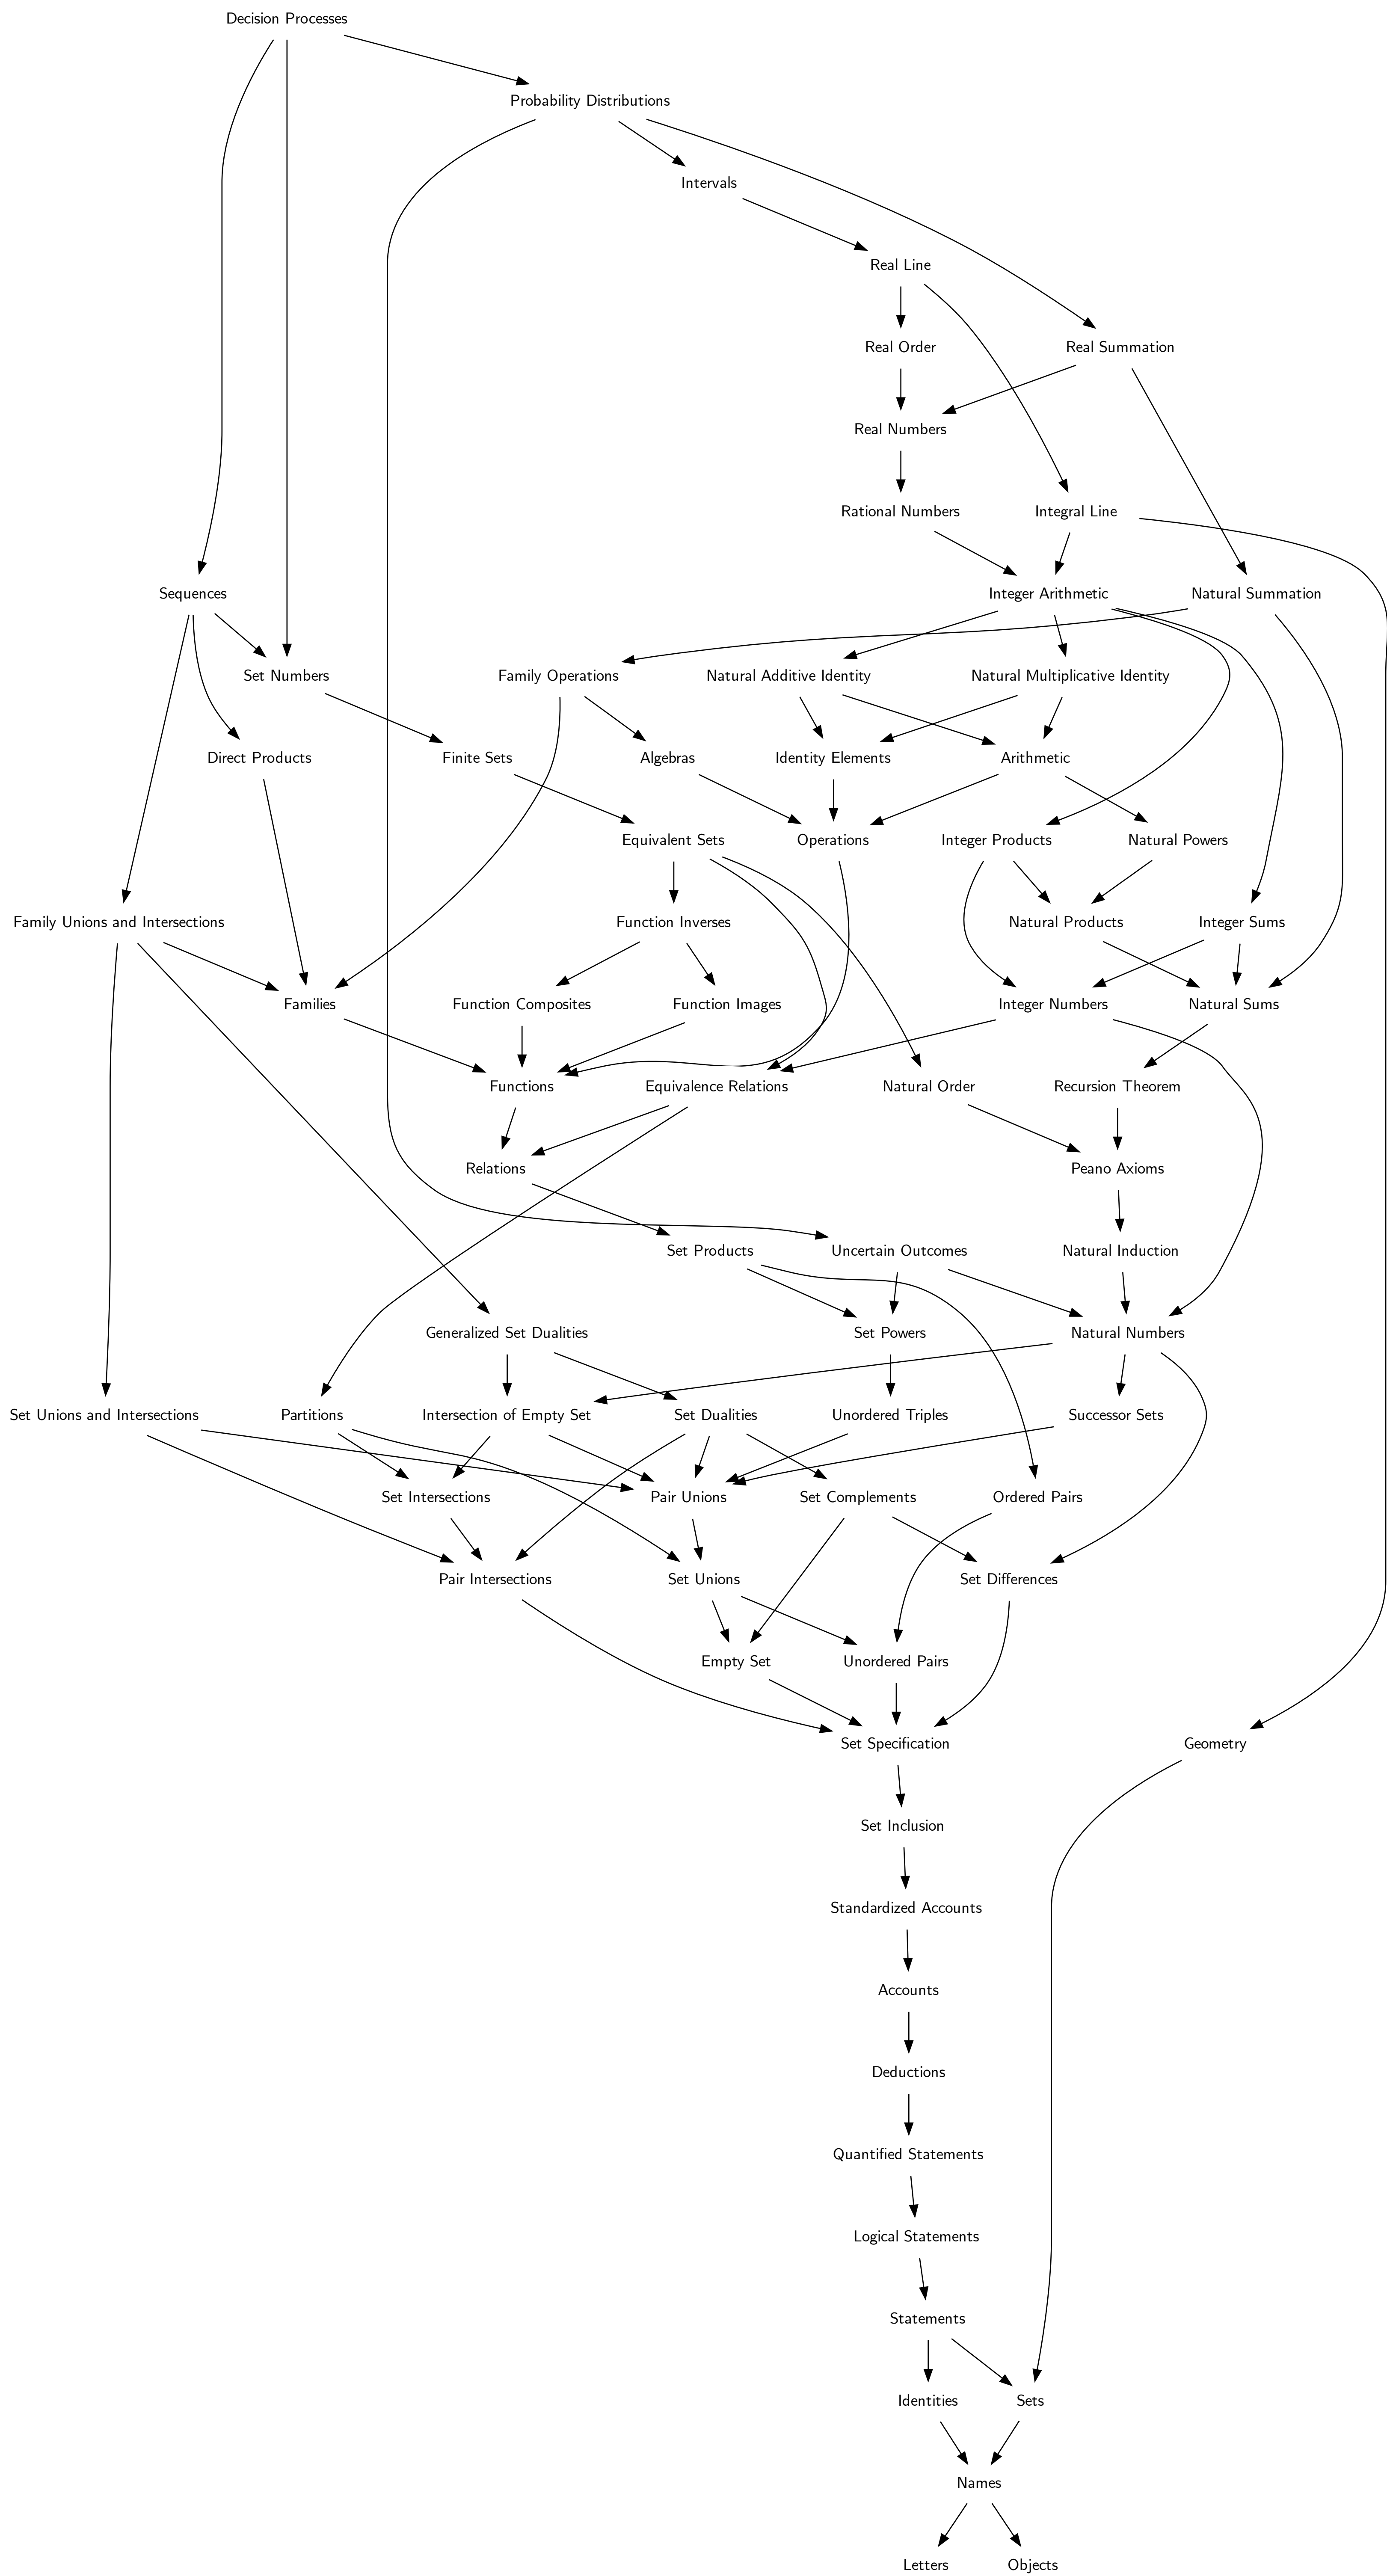 Decision Processes
Probability Distributions
Intervals
Real Line
Real Order
Real Summation
Real Numbers
Rational Numbers
Integral Line
Sequences
Integer Arithmetic
Natural Summation
Set Numbers
Family Operations
Natural Additive Identity
Natural Multiplicative Identity
Direct Products
Finite Sets
Algebras
Identity Elements
Arithmetic
Equivalent Sets
Operations
Integer Products
Natural Powers
Family Unions and Intersections
Function Inverses
Natural Products
Integer Sums
Families
Function Composites
Function Images
Integer Numbers
Natural Sums
Functions
Equivalence Relations
Natural Order
Recursion Theorem
Relations
Peano Axioms
Set Products
Uncertain Outcomes
Natural Induction
Generalized Set Dualities
Set Powers
Natural Numbers
Set Unions and Intersections
Partitions
Intersection of Empty Set
Set Dualities
Unordered Triples
Successor Sets
Set Intersections
Pair Unions
Set Complements
Ordered Pairs
Pair Intersections
Set Unions
Set Differences
Empty Set
Unordered Pairs
Set Specification
Geometry
Set Inclusion
Standardized Accounts
Accounts
Deductions
Quantified Statements
Logical Statements
Statements
Identities
Sets
Names
Letters
Objects